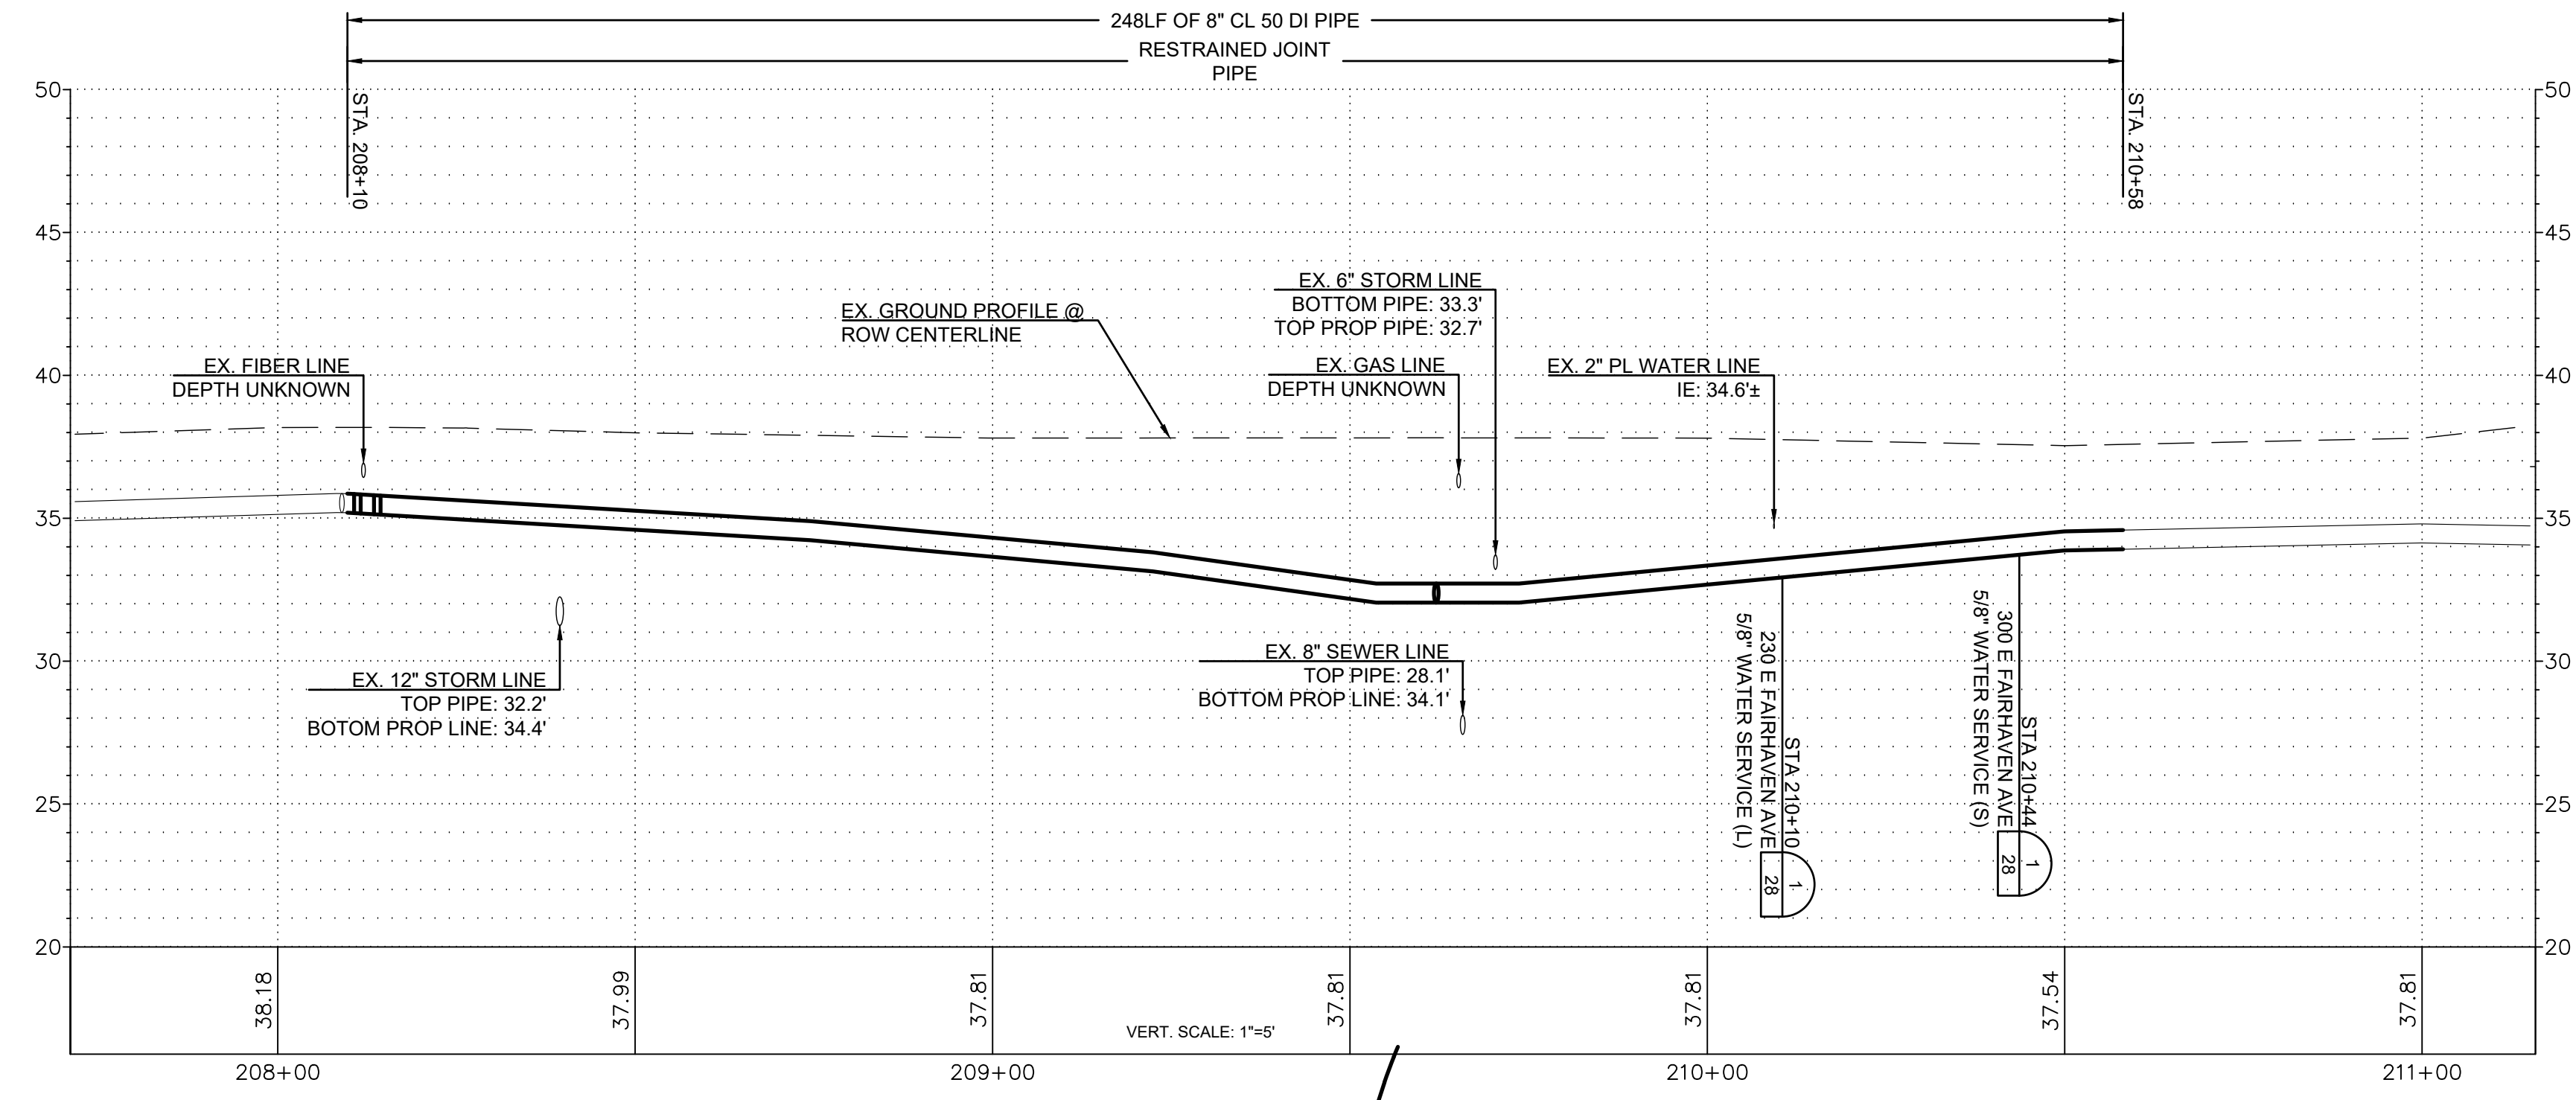 248LF OF 8" CL 50 DI PIPE
RESTRAINED JOINT
PIPE
50
50
STA. 208+10
STA. 210+58
45
45
EX. 6" STORM LINE
BOTTOM PIPE: 33.3'
TOP PROP PIPE: 32.7'
EX. GROUND PROFILE @
ROW CENTERLINE
EX. FIBER LINE
DEPTH UNKNOWN
EX. GAS LINE
DEPTH UNKNOWN
EX. 2" PL WATER LINE
IE: 34.6'±
40
40
35
35
EX. 12" STORM LINE
TOP PIPE: 32.2'
BOTOM PROP LINE: 34.4'
EX. 8" SEWER LINE
TOP PIPE: 28.1'
BOTTOM PROP LINE: 34.1'
30
30
STA 210+10
230 E FAIRHAVEN AVE
5/8" WATER SERVICE (L)
1
28
STA 210+44
300 E FAIRHAVEN AVE
5/8" WATER SERVICE (S)
1
28
25
25
20
20
38.18
37.99
37.81
37.81
37.81
37.54
37.81
VERT. SCALE: 1"=5'
208+00
209+00
210+00
211+00